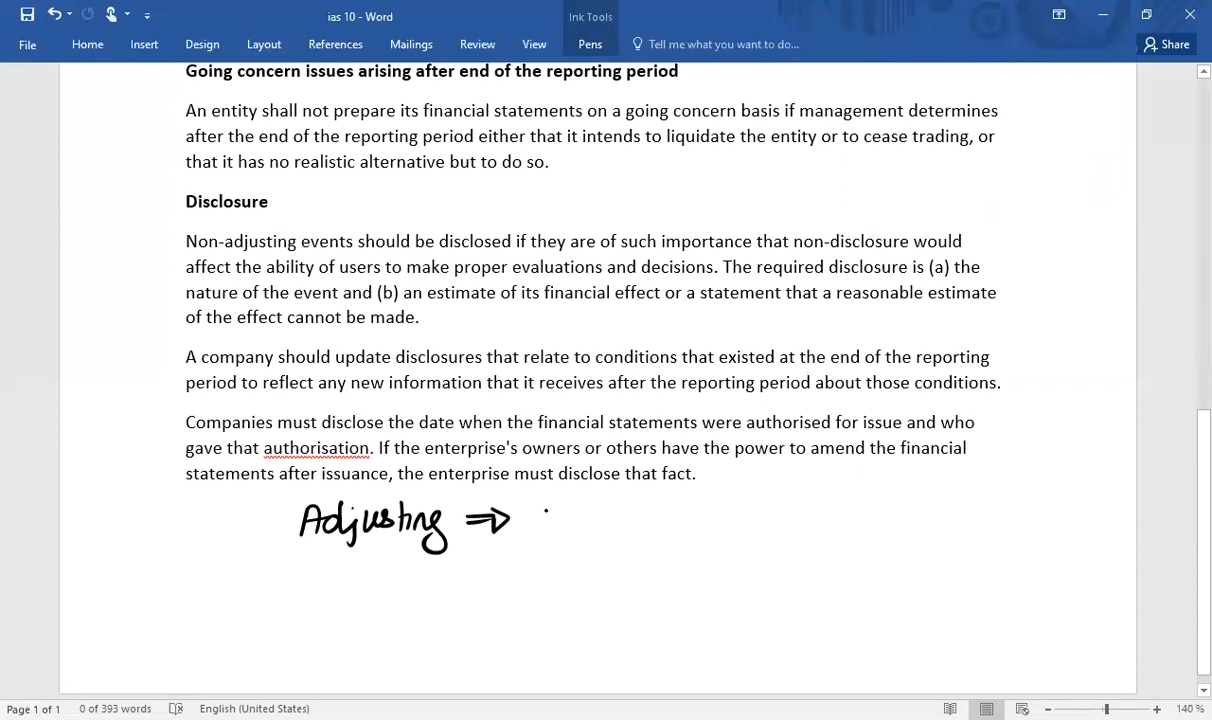 ias 10 - Word
Ink Tools
File Home Insert Design Layout References Mailings Review View Pens Tell me what you want to do... Share
Going concern issues arising after end of the reporting period
An entity shall not prepare its financial statements on a going concern basis if management determines
after the end of the reporting period either that it intends to liquidate the entity or to cease trading, or
that it has no realistic alternative but to do so.
Disclosure
Non-adjusting events should be disclosed if they are of such importance that non-disclosure would
affect the ability of users to make proper evaluations and decisions. The required disclosure is (a) the
nature of the event and (b) an estimate of its financial effect or a statement that a reasonable estimate
of the effect cannot be made.
A company should update disclosures that relate to conditions that existed at the end of the reporting
period to reflect any new information that it receives after the reporting period about those conditions.
Companies must disclose the date when the financial statements were authorised for issue and who
gave that authorisation. If the enterprise's owners or others have the power to amend the financial
statements after issuance, the enterprise must disclose that fact.
Adjusting ⇒
Page 1 of 1 0 of 393 words English (United States) 140 %